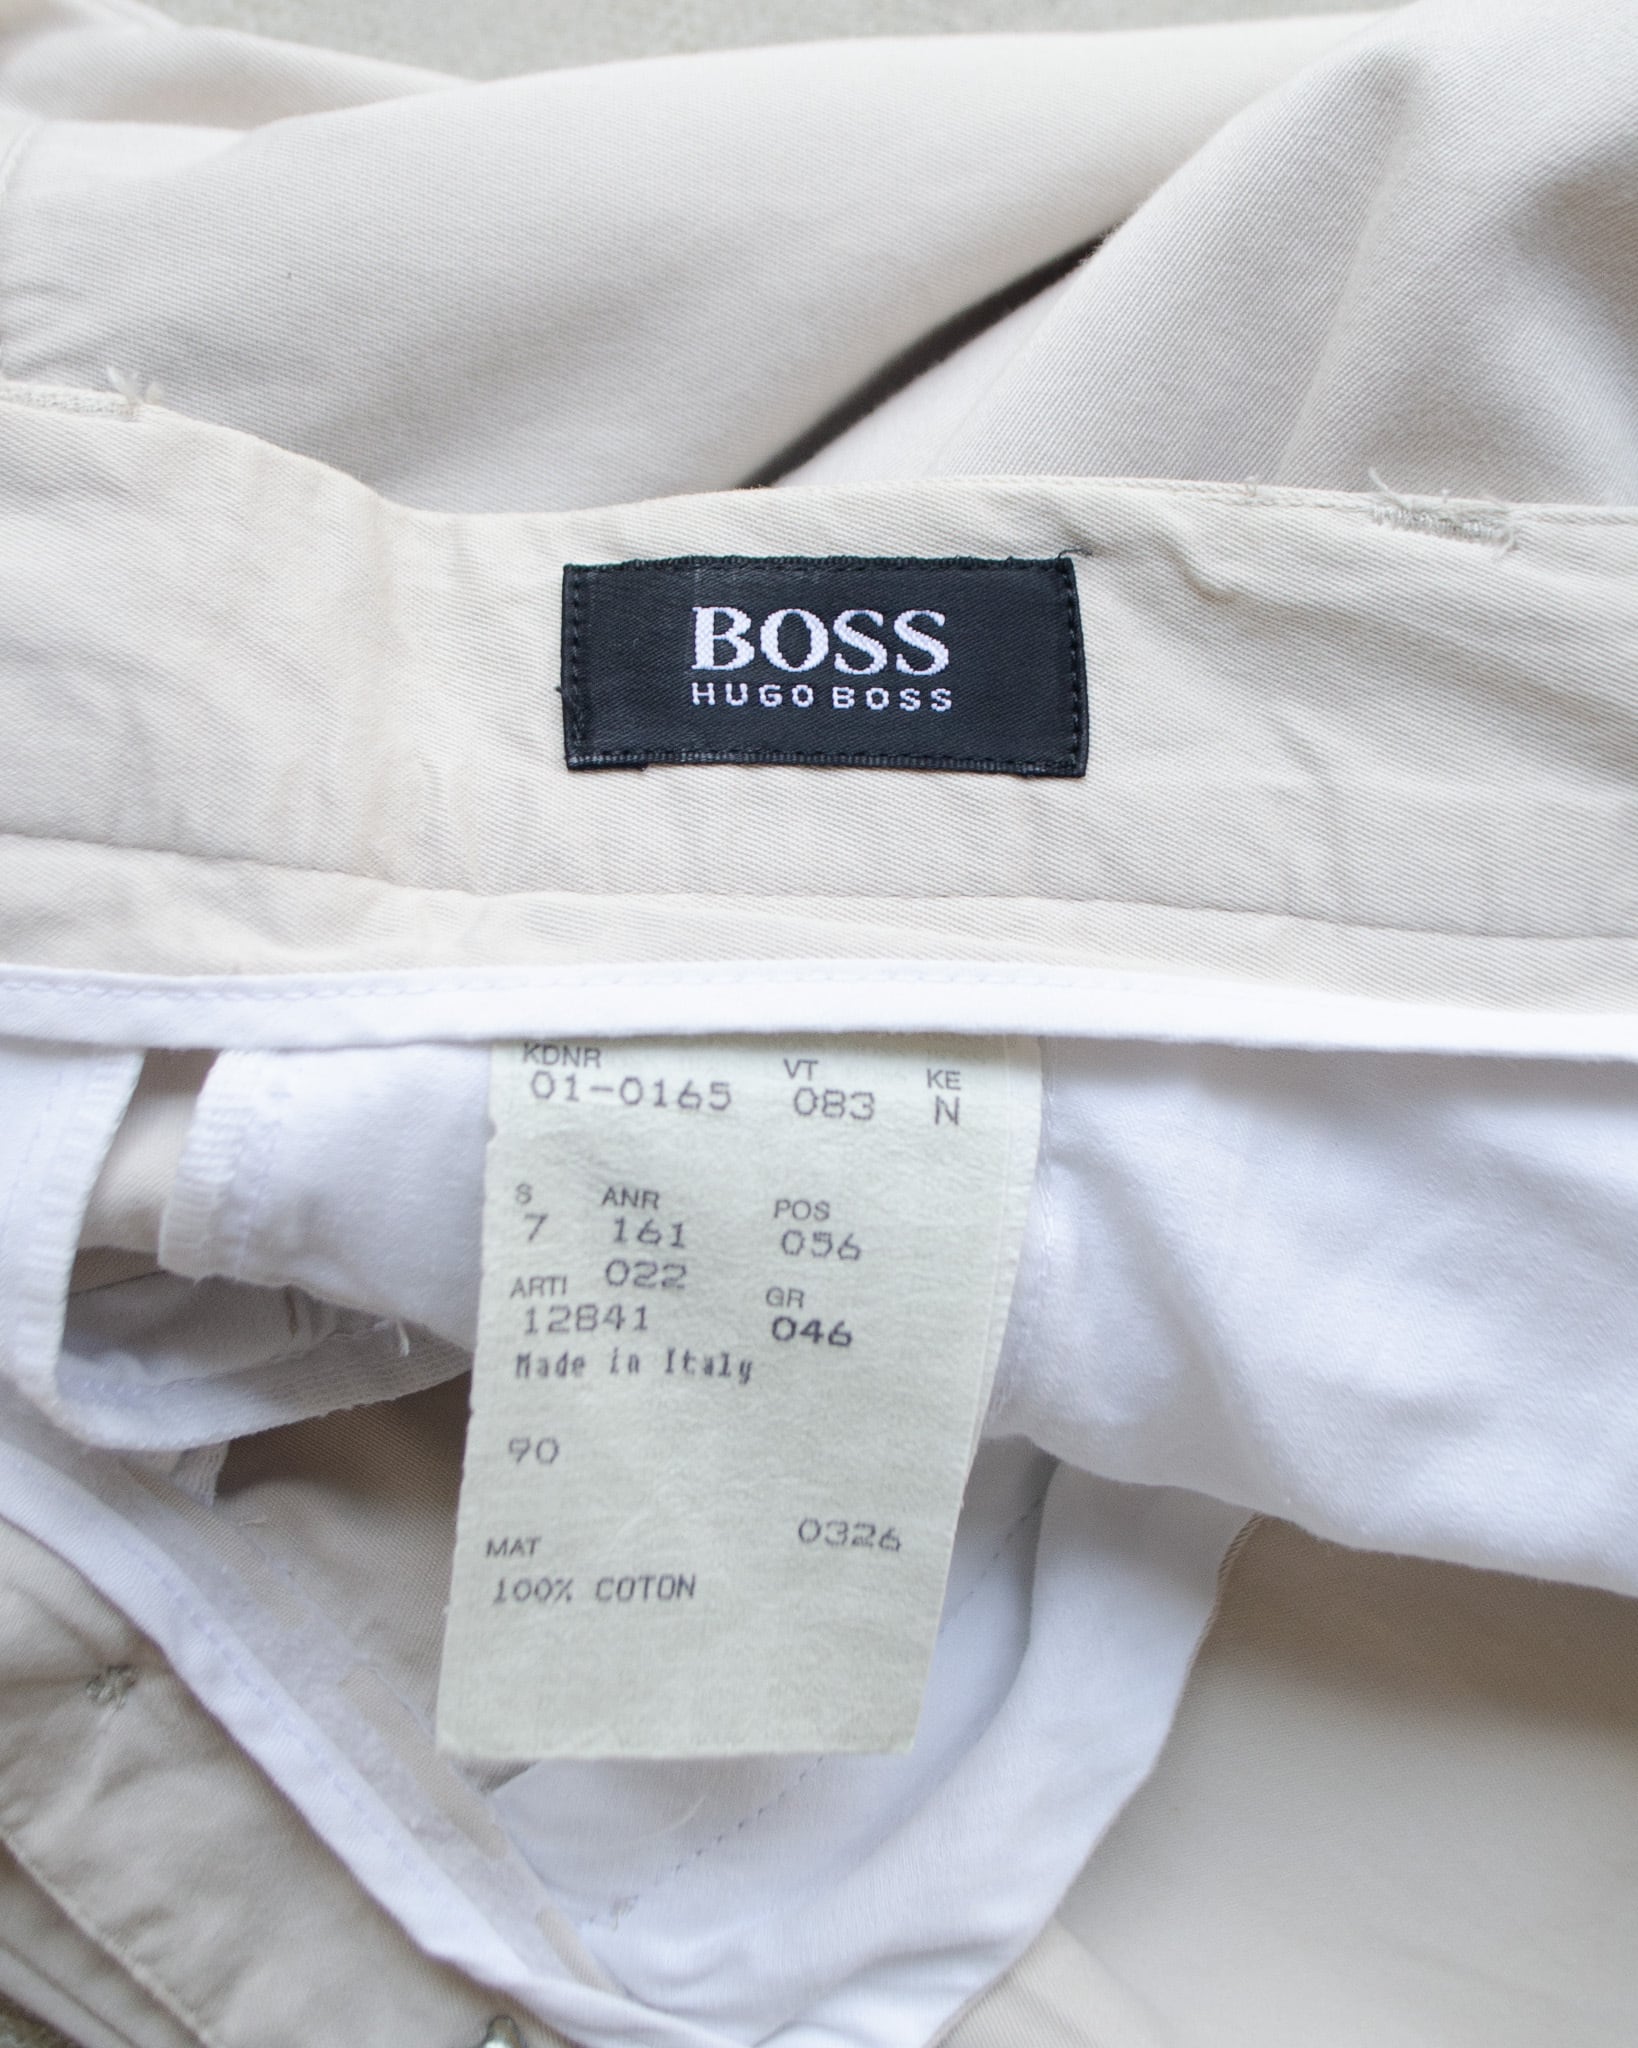 BOSS
HUGO BOSS
KDNR VT KE
01-0165 083 N
S ANR POS
7 161 056
ARTI 022 GR
12841 046
Made in Italy
90
MAT 0326
100% COTON